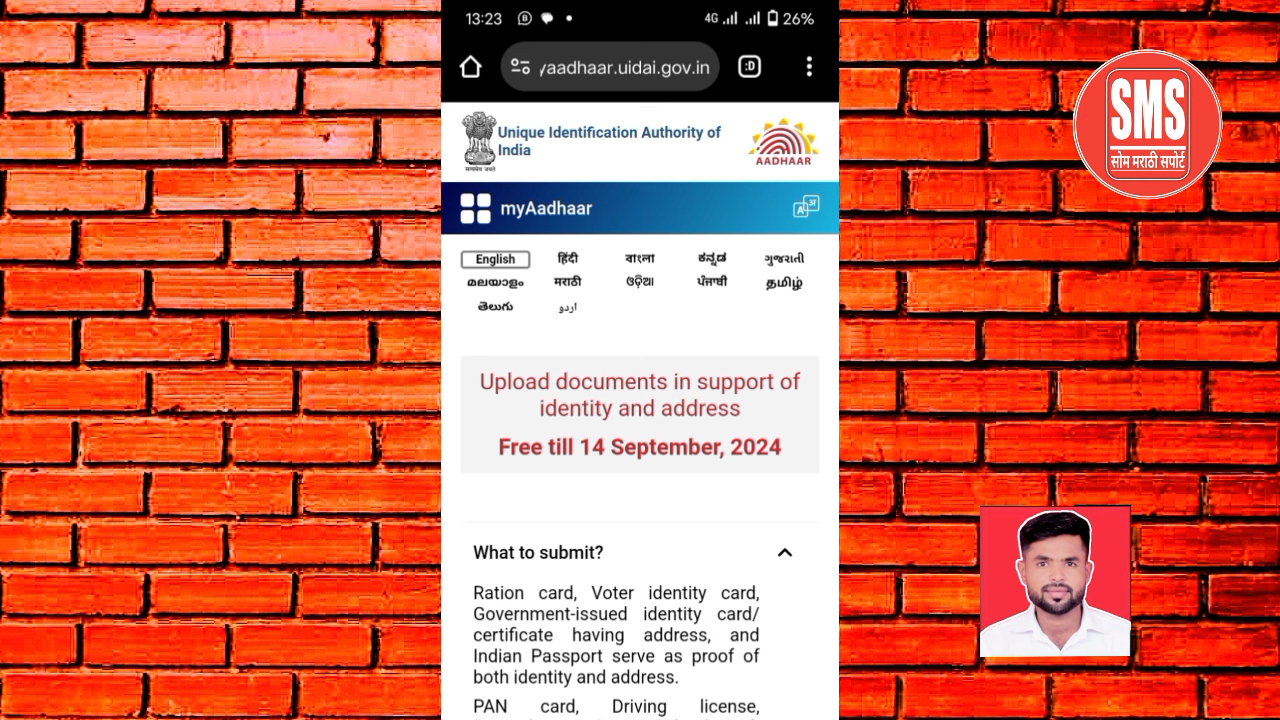 13:23
4G
26%
yaadhaar.uidai.gov.in
:D
Unique Identification Authority of
India
सत्यमेव जयते
AADHAAR
myAadhaar
A अ
English हिंदी বাংলা ಕನ್ನಡ ગુજરાતી
മലയാളം मराठी ଓଡ଼ିଆ ਪੰਜਾਬੀ தமிழ்
తెలుగు اردو
Upload documents in support of
identity and address
Free till 14 September, 2024
What to submit?
Ration card, Voter identity card,
Government-issued identity card/
certificate having address, and
Indian Passport serve as proof of
both identity and address.
PAN card, Driving license,
SMS
सोम मराठी सपोर्ट